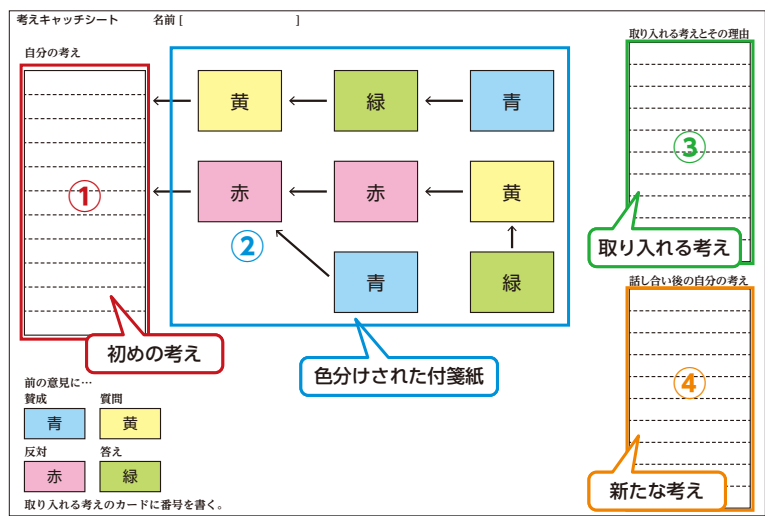 考えキャッチシート 名前 [ ]
自分の考え
取り入れる考えとその理由
黄 緑 青
①
③
赤 赤 黄
②
取り入れる考え
青 緑
話し合い後の自分の考え
初めの考え
色分けされた付箋紙
④
前の意見に…
賛成 質問
青 黄
反対 答え
赤 緑
新たな考え
取り入れる考えのカードに番号を書く。